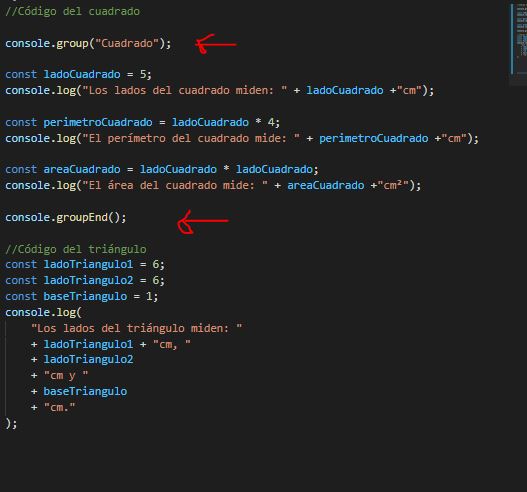 //Código del cuadrado
console.group("Cuadrado");
const ladoCuadrado = 5;
console.log("Los lados del cuadrado miden: " + ladoCuadrado +"cm");
const perimetroCuadrado = ladoCuadrado * 4;
console.log("El perímetro del cuadrado mide: " + perimetroCuadrado +"cm");
const areaCuadrado = ladoCuadrado * ladoCuadrado;
console.log("El área del cuadrado mide: " + areaCuadrado +"cm²");
console.groupEnd();
//Código del triángulo
const ladoTriangulo1 = 6;
const ladoTriangulo2 = 6;
const baseTriangulo = 1;
console.log(
"Los lados del triángulo miden: "
+ ladoTriangulo1 + "cm, "
+ ladoTriangulo2
+ "cm y "
+ baseTriangulo
+ "cm."
);